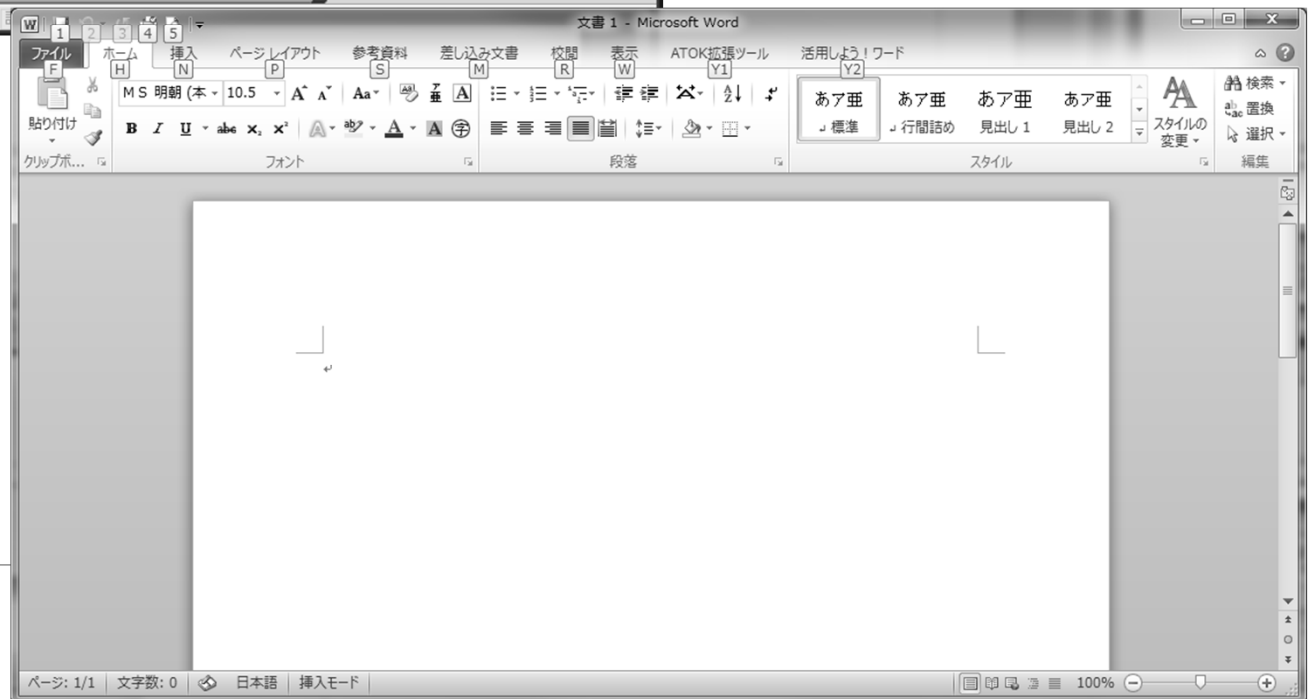 文書 1 - Microsoft Word
1 2 3 4 5
ファイル ホーム 挿入 ページ レイアウト 参考資料 差し込み文書 校閲 表示 ATOK拡張ツール 活用しよう！ワード
F H N P S M R W Y1 Y2
ＭＳ 明朝 (本 10.5 Aa
貼り付け
B I U abc x₂ x² A ab A A 字
あア亜 あア亜 あア亜 あア亜
↲ 標準 ↲ 行間詰め 見出し 1 見出し 2
スタイルの
変更
検索
置換
選択
クリップボ... フォント 段落 スタイル 編集
ページ: 1/1 文字数: 0 日本語 挿入モード 100%